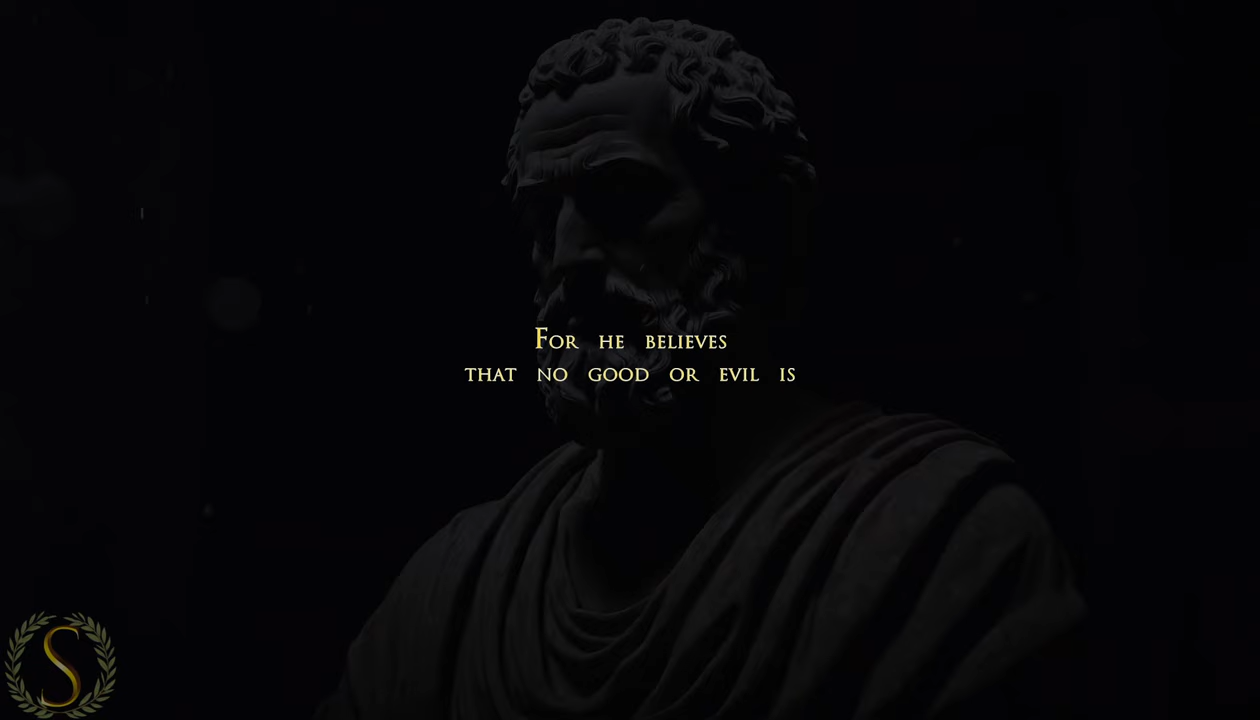 For he believes
that no good or evil is
S